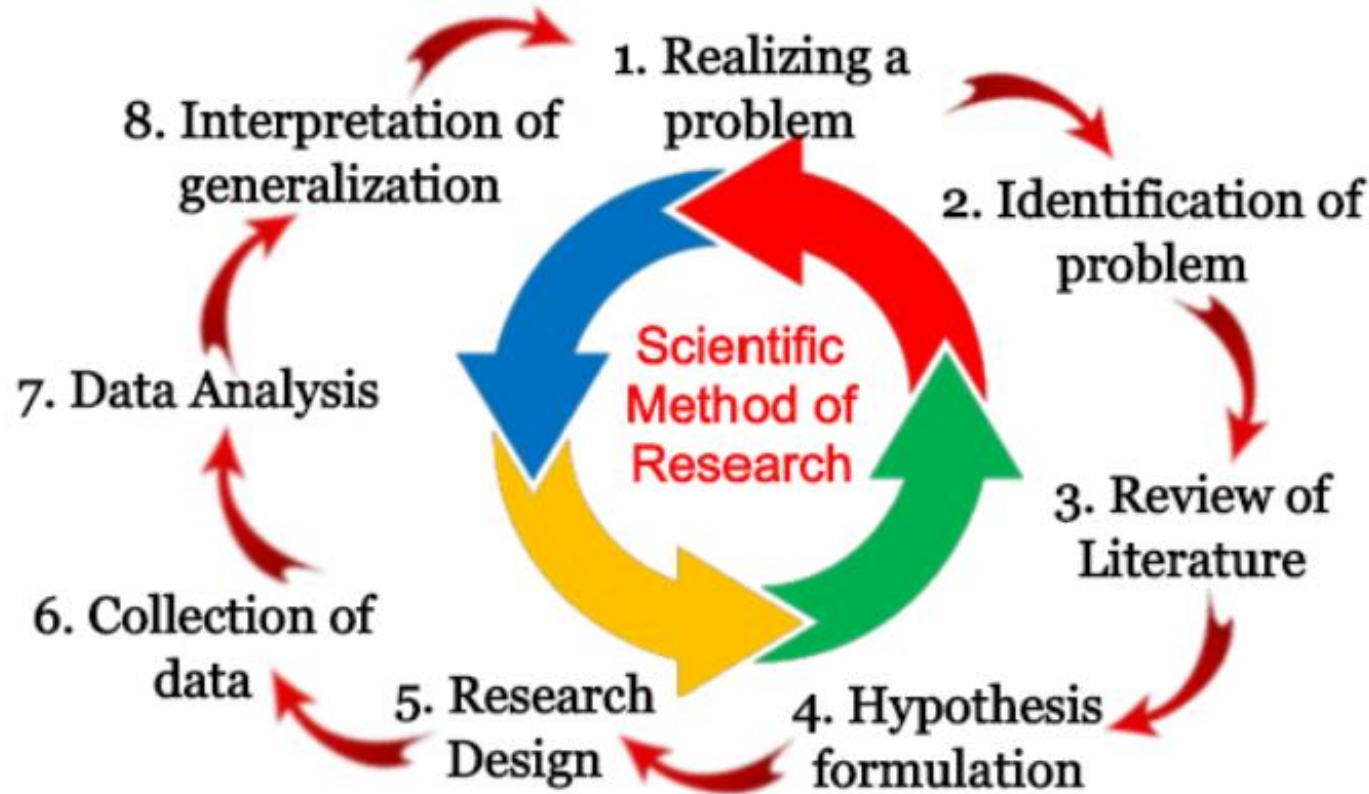 1. Realizing a
problem
2. Identification of
problem
3. Review of
Literature
4. Hypothesis
formulation
5. Research
Design
6. Collection of
data
7. Data Analysis
8. Interpretation of
generalization
Scientific
Method of
Research